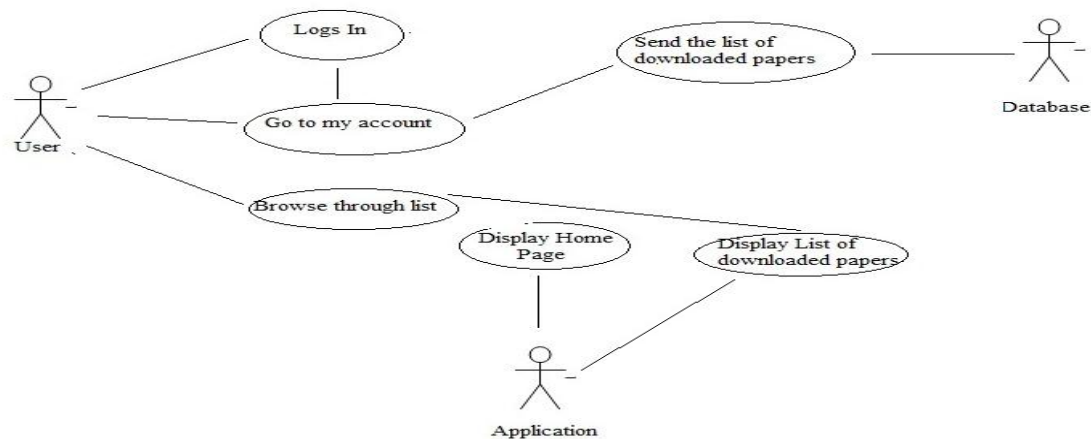 Logs In
Send the list of
downloaded papers
Database
Go to my account
User
Browse through list
Display Home
Page
Display List of
downloaded papers
Application